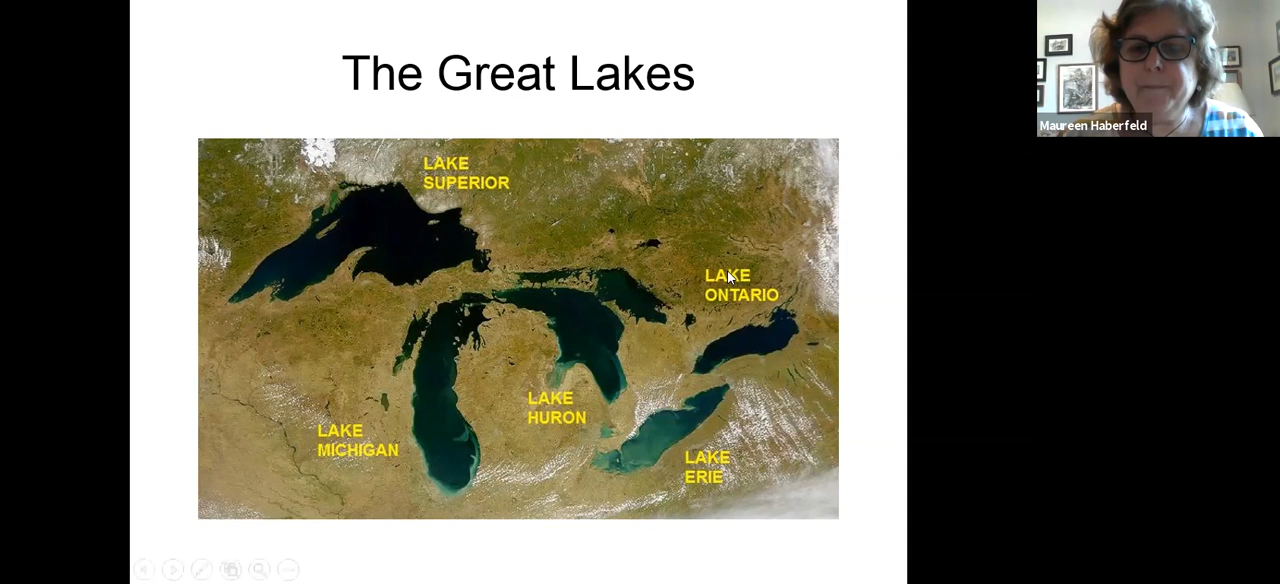 The Great Lakes
LAKE
SUPERIOR
LAKE
ONTARIO
LAKE
HURON
LAKE
MICHIGAN
LAKE
ERIE
Maureen Haberfeld